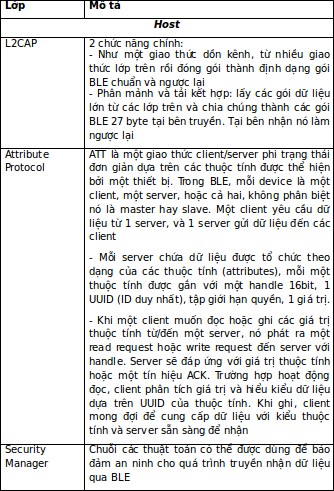 Lớp Mô tả
Host
L2CAP 2 chức năng chính:
- Như một giao thức dồn kênh, từ nhiều giao
thức lớp trên rồi đóng gói thành định dạng gói
BLE chuẩn và ngược lại
- Phân mảnh và tái kết hợp: lấy các gói dữ liệu
lớn từ các lớp trên và chia chúng thành các gói
BLE 27 byte tại bên truyền. Tại bên nhận nó làm
ngược lại
Attribute Protocol
ATT là một giao thức client/server phi trạng thái
đơn giản dựa trên các thuộc tính được thể hiện
bởi một thiết bị. Trong BLE, mỗi device là một
client, một server, hoặc cả hai, không phân biệt
nó là master hay slave. Một client yêu cầu dữ
liệu từ 1 server, và 1 server gửi dữ liệu đến các
client
- Mỗi server chứa dữ liệu được tổ chức theo
dạng của các thuộc tính (attributes), mỗi một
thuộc tính được gắn với một handle 16bit, 1
UUID (ID duy nhất), tập giới hạn quyền, 1 giá trị.
- Khi một client muốn đọc hoặc ghi các giá trị
thuộc tính từ/đến một server, nó phát ra một
read request hoặc write request đến server với
handle. Server sẽ đáp ứng với giá trị thuộc tính
hoặc một tín hiệu ACK. Trường hợp hoạt động
đọc, client phân tích giá trị và hiểu kiểu dữ liệu
dựa trên UUID của thuộc tính. Khi ghi, client
mong đợi để cung cấp dữ liệu với kiểu thuộc
tính và server sẵn sàng để nhận
Security Manager
Chuỗi các thuật toán có thể được dùng để bảo
đảm an ninh cho quá trình truyền nhận dữ liệu
qua BLE